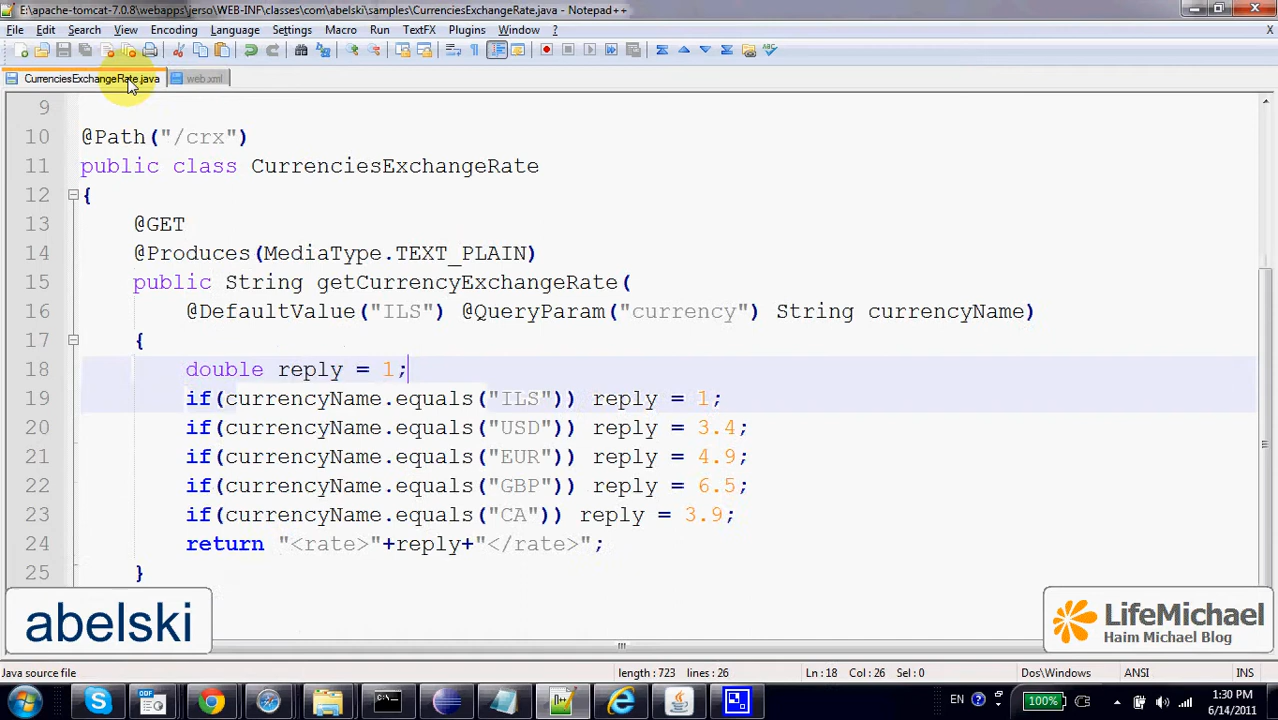 E:\apache-tomcat-7.0.8\webapps\jerso\WEB-INF\classes\com\abelski\samples\CurrenciesExchangeRate.java - Notepad++
File Edit Search View Encoding Language Settings Macro Run TextFX Plugins Window ? X
CurrenciesExchangeRate.java web.xml
9
10 @Path("/crx")
11 public class CurrenciesExchangeRate
12 {
13 @GET
14 @Produces(MediaType.TEXT_PLAIN)
15 public String getCurrencyExchangeRate(
16 @DefaultValue("ILS") @QueryParam("currency") String currencyName)
17 {
18 double reply = 1;
19 if(currencyName.equals("ILS")) reply = 1;
20 if(currencyName.equals("USD")) reply = 3.4;
21 if(currencyName.equals("EUR")) reply = 4.9;
22 if(currencyName.equals("GBP")) reply = 6.5;
23 if(currencyName.equals("CA")) reply = 3.9;
24 return "<rate>"+reply+"</rate>";
25 }
abelski
LifeMichael
Haim Michael Blog
Java source file length : 723 lines : 26 Ln : 18 Col : 26 Sel : 0 Dos\Windows ANSI INS
EN 100% 1:30 PM
6/14/2011